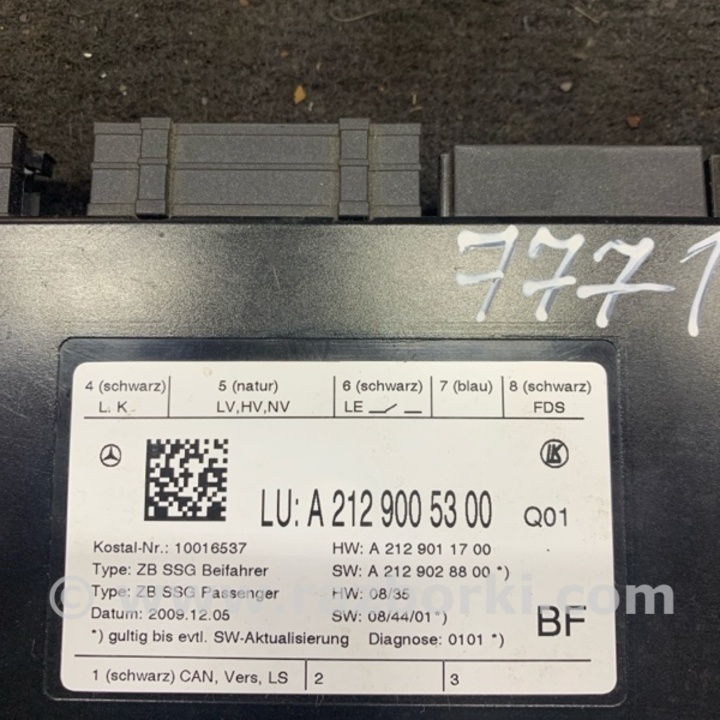 7771
4 (schwarz) 5 (natur) 6 (schwarz) 7 (blau) 8 (schwarz)
L. K LV,HV,NV LE FDS
LU: A 212 900 53 00 Q01
Kostal-Nr.: 10016537 HW: A 212 901 17 00
Type: ZB SSG Beifahrer SW: A 212 902 88 00 *)
Type: ZB SSG Passenger HW: 08/35
Datum: 2009.12.05 SW: 08/44/01*) BF
*) gultig bis evtl. SW-Aktualisierung Diagnose: 0101 *)
1 (schwarz) CAN, Vers, LS 2 3